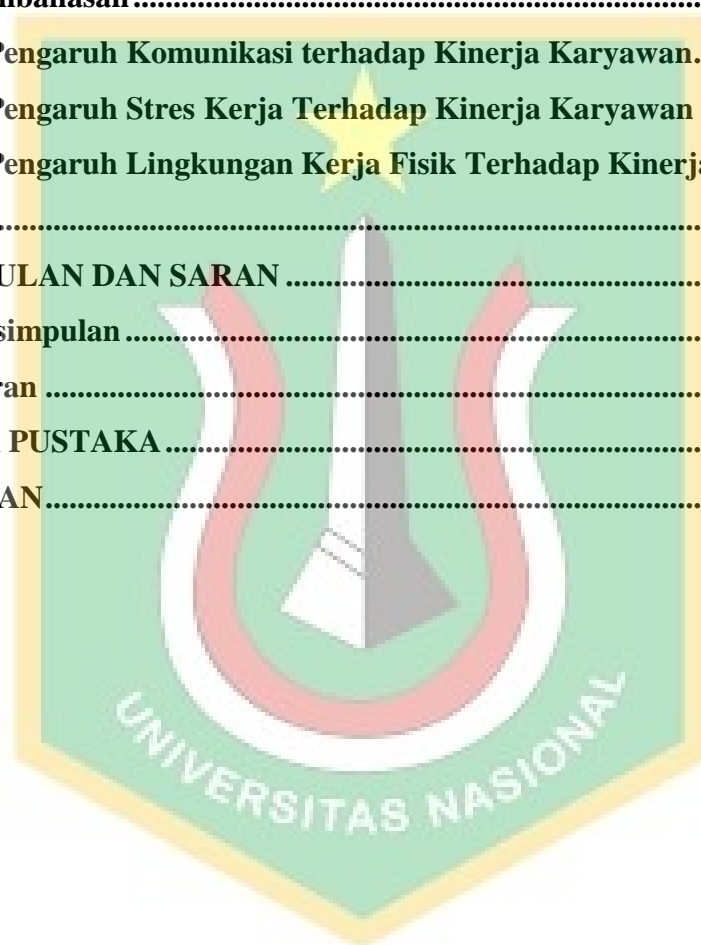 nbahasan................................................................
Pengaruh Komunikasi terhadap Kinerja Karyawan.
Pengaruh Stres Kerja Terhadap Kinerja Karyawan
Pengaruh Lingkungan Kerja Fisik Terhadap Kinerja
................................................................
ULAN DAN SARAN................................................................
simpulan................................................................
ran................................................................
PUSTAKA................................................................
AN................................................................
UNIVERSITAS NASIONAL